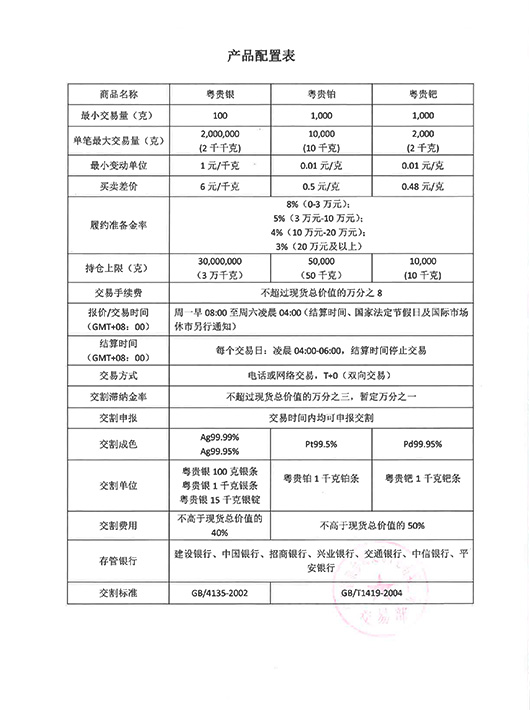 产品配置表
商品名称 粤贵银 粤贵铂 粤贵钯
最小交易量（克） 100 1,000 1,000
单笔最大交易量（克） 2,000,000 10,000 2,000
(2 千千克) (10 千克) (2 千克)
最小变动单位 1 元/千克 0.01 元/克 0.01 元/克
买卖差价 6 元/千克 0.5 元/克 0.48 元/克
履约准备金率
8%（0-3 万元）；
5%（3 万元-10 万元）；
4%（10 万元-20 万元）；
3%（20 万元及以上）
持仓上限（克） 30,000,000 50,000 10,000
（3 万千克） （50 千克） (10 千克)
交易手续费 不超过现货总价值的万分之 8
报价/交易时间 周一早 08:00 至周六凌晨 04:00（结算时间、国家法定节假日及国际市场
(GMT+08：00） 休市另行通知）
结算时间
(GMT+08：00） 每个交易日：凌晨 04:00-06:00，结算时间停止交易
交易方式 电话或网络交易，T+0（双向交易）
交割滞纳金率 不超过现货总价值的万分之三，暂定万分之一
交割申报 交易时间内均可申报交割
交割成色 Ag99.99% Pt99.5% Pd99.95%
Ag99.95%
交割单位 粤贵银 100 克银条 粤贵铂 1 千克铂条 粤贵钯 1 千克钯条
粤贵银 1 千克银条
粤贵银 15 千克银锭
交割费用 不高于现货总价值的 不高于现货总价值的 50%
40%
存管银行 建设银行、中国银行、招商银行、兴业银行、交通银行、中信银行、平
安银行
交割标准 GB/4135-2002 GB/T1419-2004
交易部